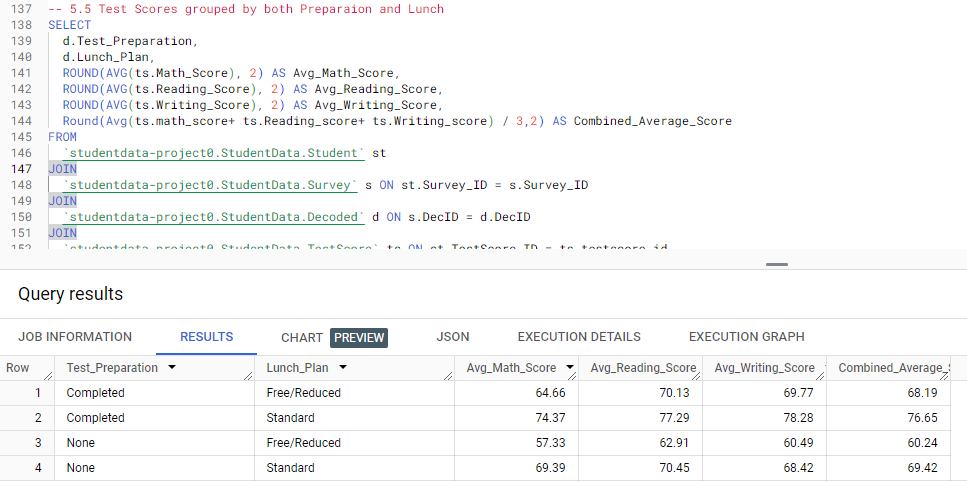 137 -- 5.5 Test Scores grouped by both Preparaion and Lunch
138 SELECT
139 d.Test_Preparation,
140 d.Lunch_Plan,
141 ROUND(AVG(ts.Math_Score), 2) AS Avg_Math_Score,
142 ROUND(AVG(ts.Reading_Score), 2) AS Avg_Reading_Score,
143 ROUND(AVG(ts.Writing_Score), 2) AS Avg_Writing_Score,
144 Round(Avg(ts.math_score+ ts.Reading_score+ ts.Writing_score) / 3,2) AS Combined_Average_Score
145 FROM
146 `studentdata-project0.StudentData.Student` st
147 JOIN
148 `studentdata-project0.StudentData.Survey` s ON st.Survey_ID = s.Survey_ID
149 JOIN
150 `studentdata-project0.StudentData.Decoded` d ON s.DecID = d.DecID
151 JOIN
152 `studentdata-project0.StudentData.TestScore` ts ON st.TestScore_ID = ts.testscore_id
Query results
JOB INFORMATION RESULTS CHART PREVIEW JSON EXECUTION DETAILS EXECUTION GRAPH
Row Test_Preparation Lunch_Plan Avg_Math_Score Avg_Reading_Score Avg_Writing_Score Combined_Average_S
1 Completed Free/Reduced 64.66 70.13 69.77 68.19
2 Completed Standard 74.37 77.29 78.28 76.65
3 None Free/Reduced 57.33 62.91 60.49 60.24
4 None Standard 69.39 70.45 68.42 69.42